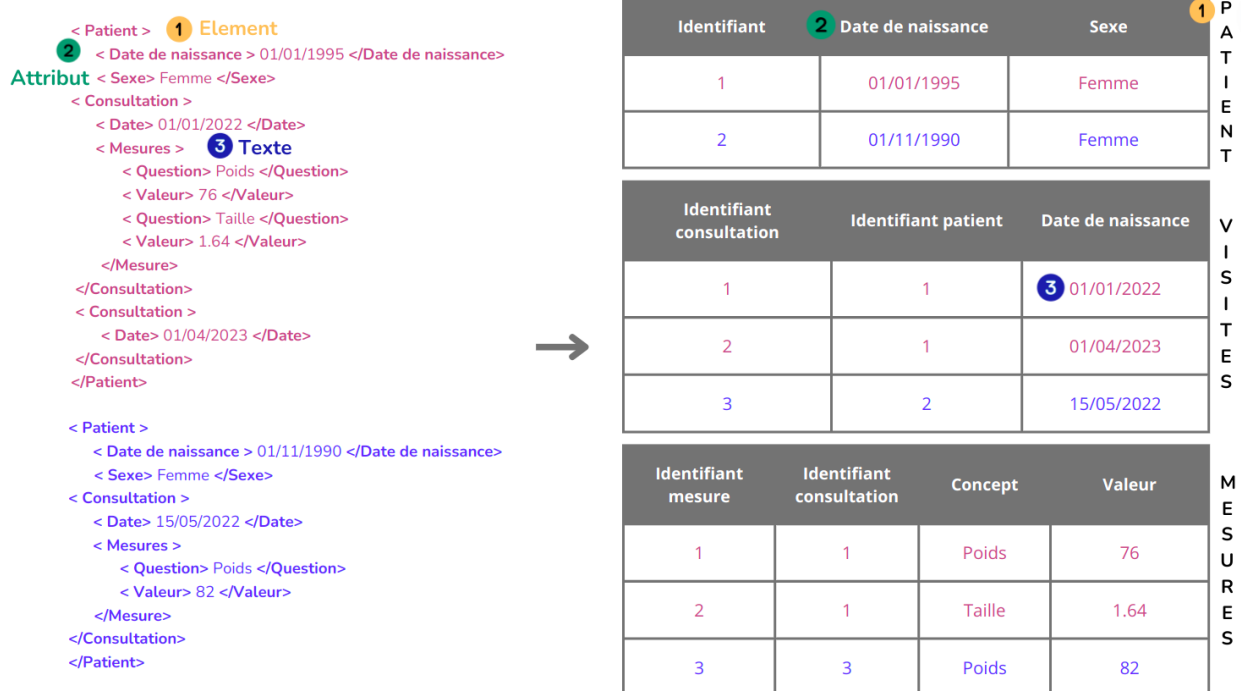 < Patient > 1 Element
2 < Date de naissance > 01/01/1995 </Date de naissance>
Attribut < Sexe> Femme </Sexe>
< Consultation >
< Date> 01/01/2022 </Date>
< Mesures > 3 Texte
< Question> Poids </Question>
< Valeur> 76 </Valeur>
< Question> Taille </Question>
< Valeur> 1.64 </Valeur>
</Mesure>
</Consultation>
< Consultation >
< Date> 01/04/2023 </Date>
</Consultation>
</Patient>
< Patient >
< Date de naissance > 01/11/1990 </Date de naissance>
< Sexe> Femme </Sexe>
< Consultation >
< Date> 15/05/2022 </Date>
< Mesures >
< Question> Poids </Question>
< Valeur> 82 </Valeur>
</Mesure>
</Consultation>
</Patient>
1 PATIENT
Identifiant 2 Date de naissance Sexe
1 01/01/1995 Femme
2 01/11/1990 Femme
VISITES
Identifiant consultation Identifiant patient Date de naissance
1 1 3 01/01/2022
2 1 01/04/2023
3 2 15/05/2022
MESURES
Identifiant mesure Identifiant consultation Concept Valeur
1 1 Poids 76
2 1 Taille 1.64
3 3 Poids 82